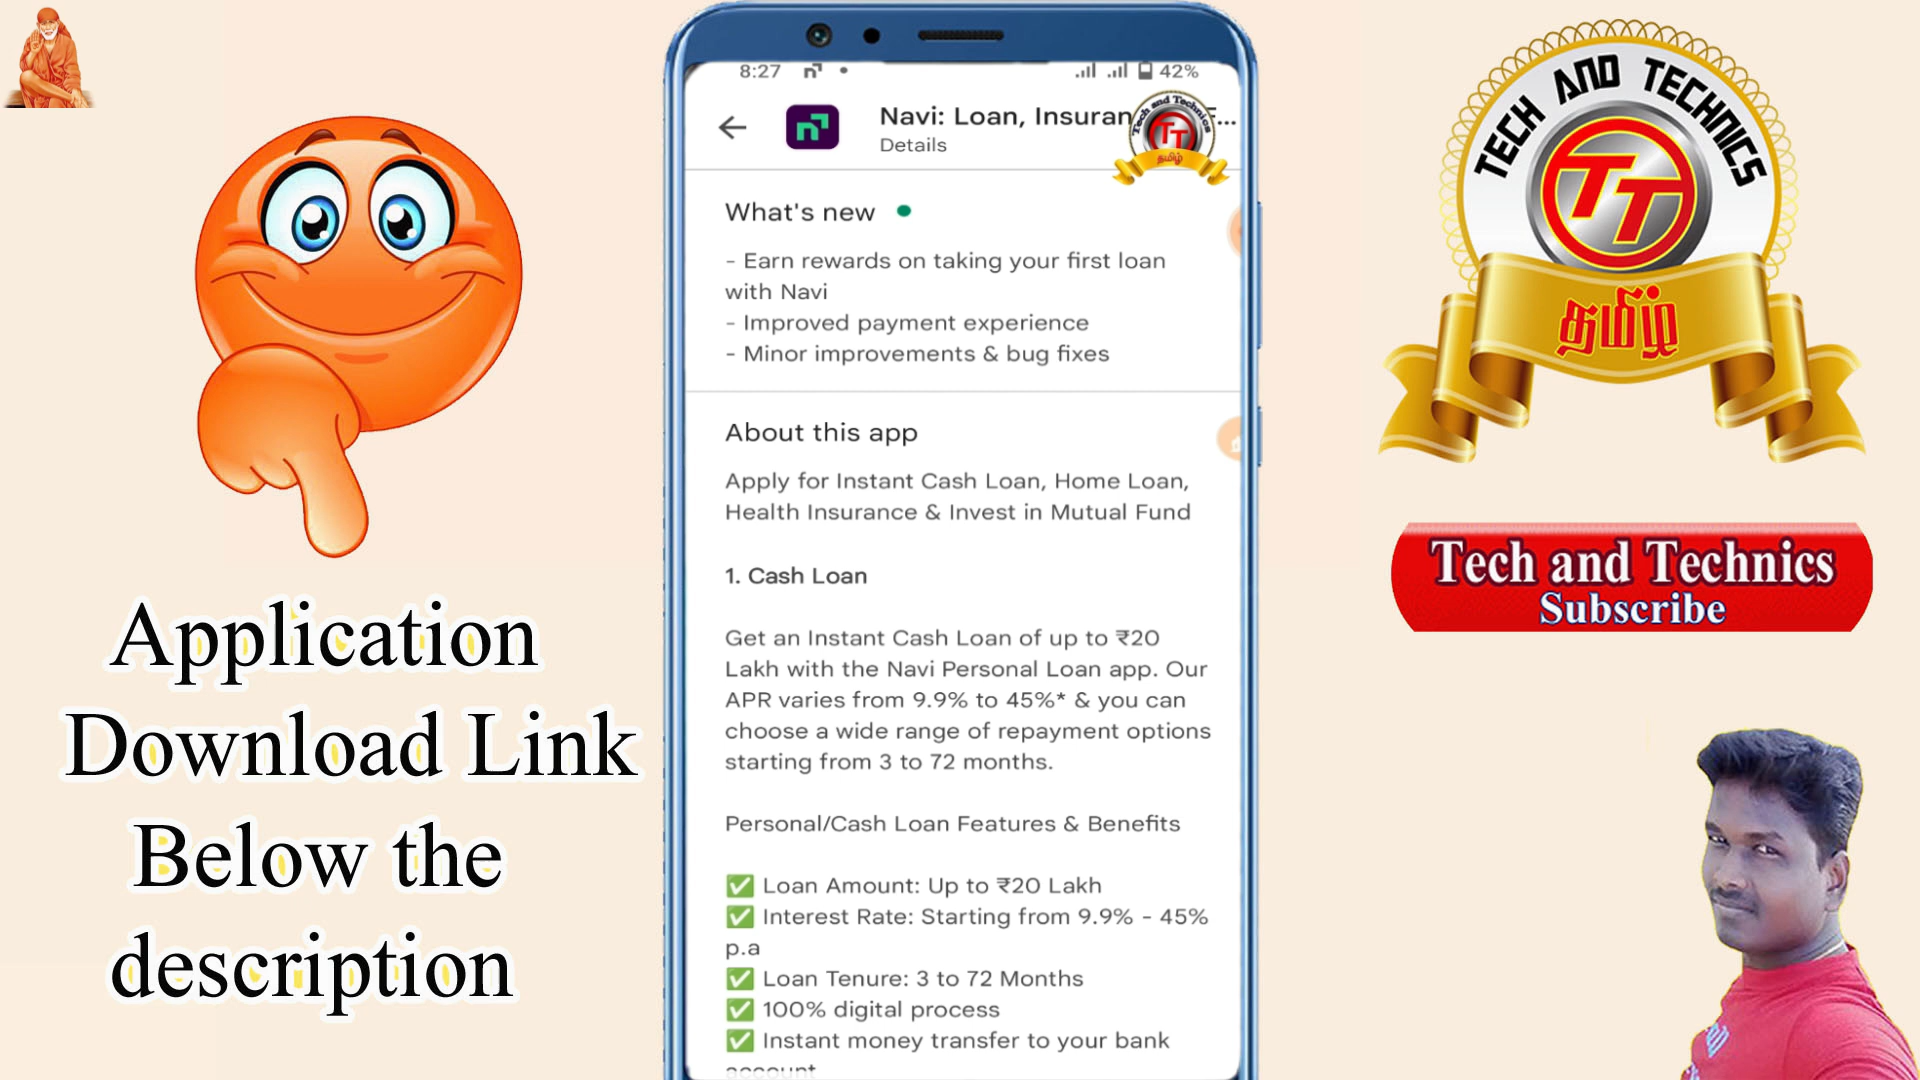 Application
Download Link
Below the
description
8:27
42%
Navi: Loan, Insuran
Details
What's new
- Earn rewards on taking your first loan
with Navi
- Improved payment experience
- Minor improvements & bug fixes
About this app
Apply for Instant Cash Loan, Home Loan,
Health Insurance & Invest in Mutual Fund
1. Cash Loan
Get an Instant Cash Loan of up to ₹20
Lakh with the Navi Personal Loan app. Our
APR varies from 9.9% to 45%* & you can
choose a wide range of repayment options
starting from 3 to 72 months.
Personal/Cash Loan Features & Benefits
✅ Loan Amount: Up to ₹20 Lakh
✅ Interest Rate: Starting from 9.9% - 45%
p.a
✅ Loan Tenure: 3 to 72 Months
✅ 100% digital process
✅ Instant money transfer to your bank
account
Tech and Technics
TT
தமிழ்
TECH AND TECHNICS
TT
தமிழ்
Tech and Technics
Subscribe